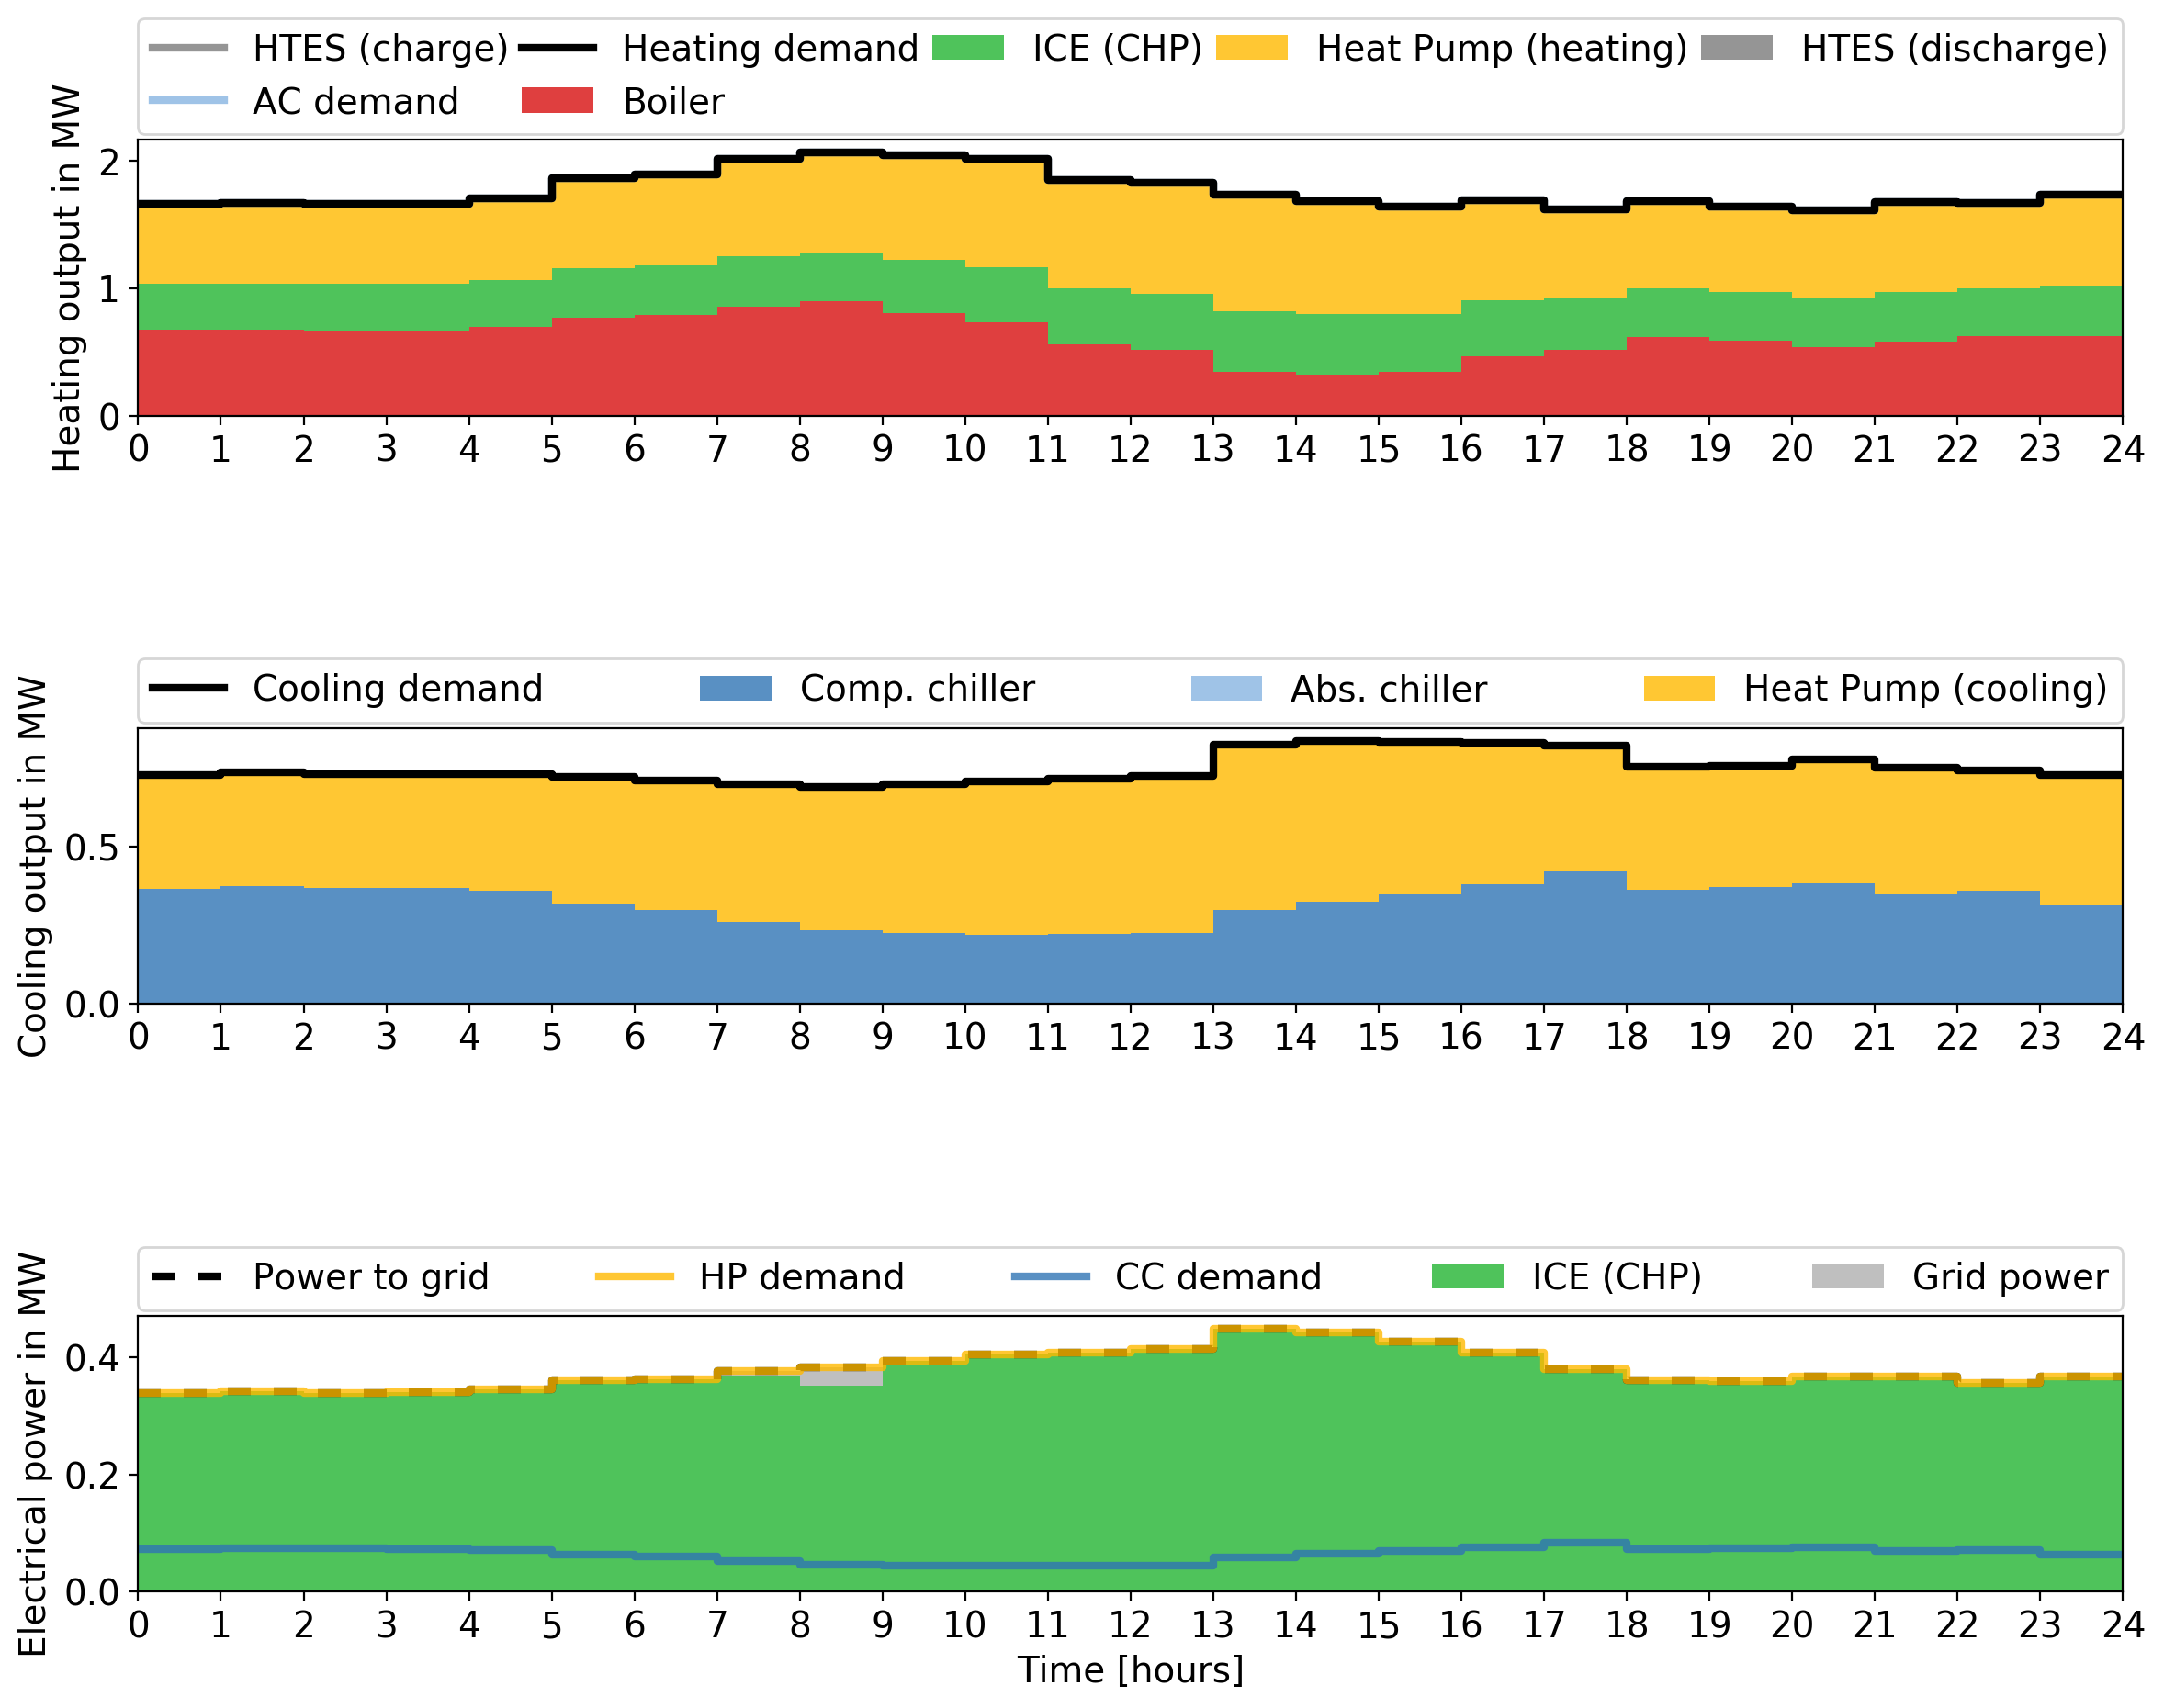 HTES (charge) Heating demand ICE (CHP) Heat Pump (heating) HTES (discharge)
AC demand Boiler
Heating output in MW
2
1
0
0 1 2 3 4 5 6 7 8 9 10 11 12 13 14 15 16 17 18 19 20 21 22 23 24
Cooling demand Comp. chiller Abs. chiller Heat Pump (cooling)
Cooling output in MW
0.5
0.0
0 1 2 3 4 5 6 7 8 9 10 11 12 13 14 15 16 17 18 19 20 21 22 23 24
Power to grid HP demand CC demand ICE (CHP) Grid power
Electrical power in MW
0.4
0.2
0.0
0 1 2 3 4 5 6 7 8 9 10 11 12 13 14 15 16 17 18 19 20 21 22 23 24
Time [hours]